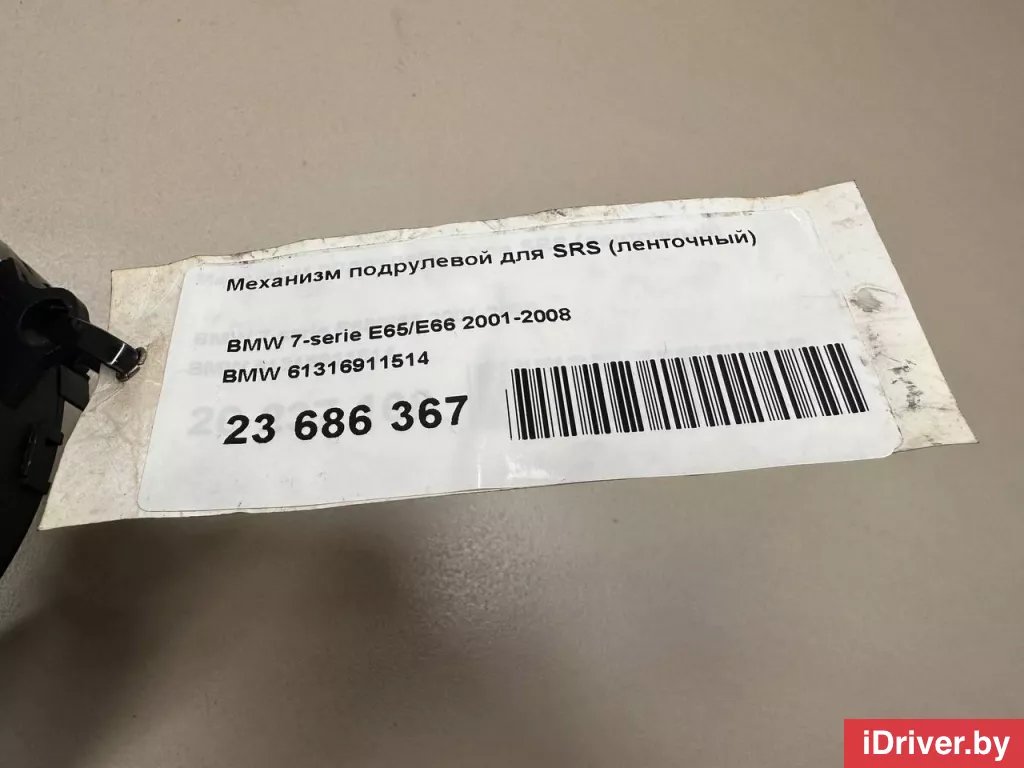 Механизм подрулевой для SRS (ленточный)
BMW 7-serie E65/E66 2001-2008
BMW 61316911514
23 686 367
iDriver.by